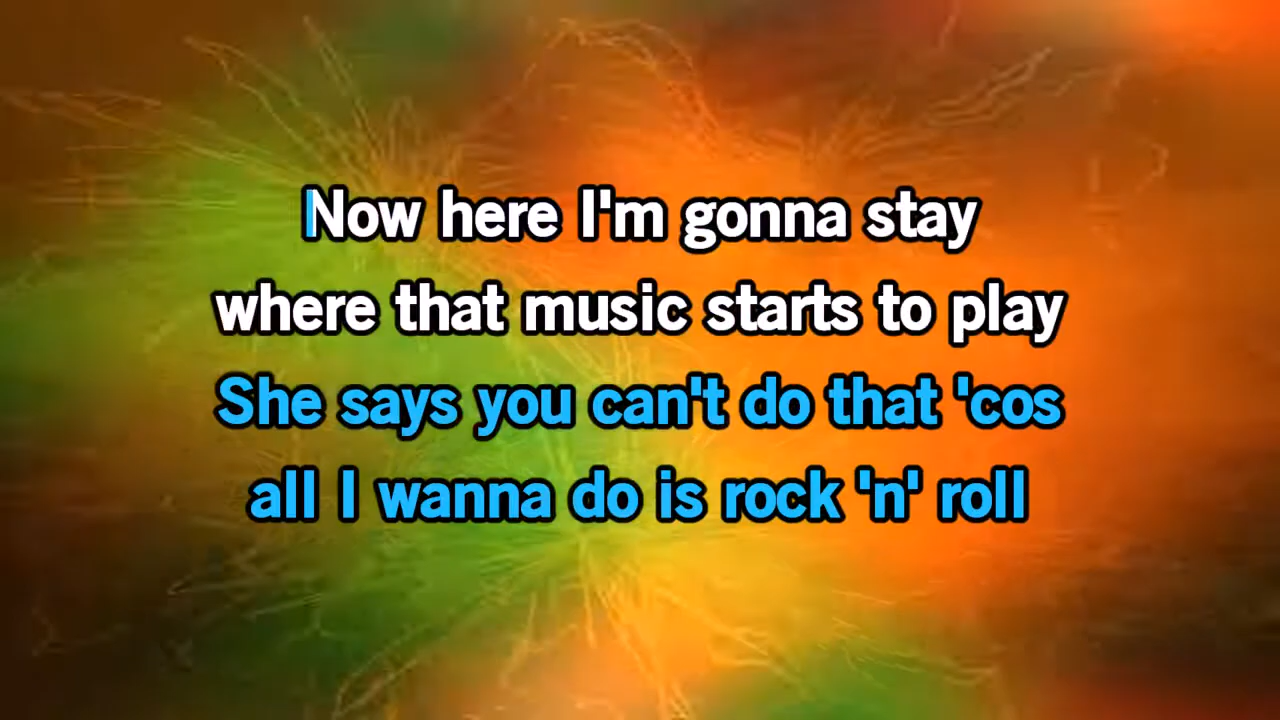 Now here I'm gonna stay
where that music starts to play
She says you can't do that 'cos
all I wanna do is rock 'n' roll